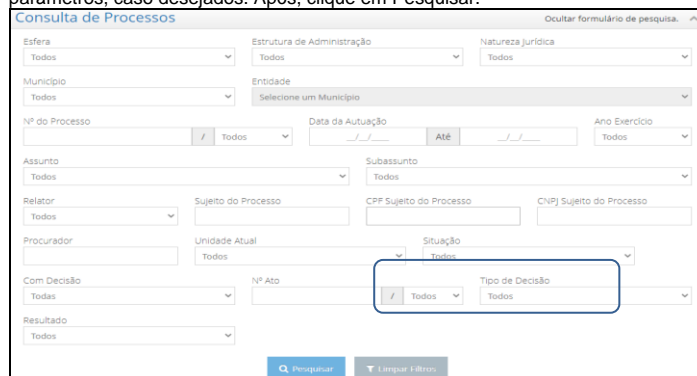 parâmetros, caso desejados. Após, clique em Pesquisar.
Consulta de Processos Ocultar formulário de pesquisa.
Esfera Estrutura de Administração Natureza Jurídica
Todos Todos Todos
Município Entidade
Todos Selecione um Município
Nº do Processo Data da Autuação Ano Exercício
/ Todos __/__/____ Até __/__/____ Todos
Assunto Subassunto
Todos Todos
Relator Sujeito do Processo CPF Sujeito do Processo CNPJ Sujeito do Processo
Todos
Procurador Unidade Atual Situação
Todos Todos
Com Decisão Nº Ato Tipo de Decisão
Todas / Todos Todos
Resultado
Todos
Pesquisar Limpar Filtros